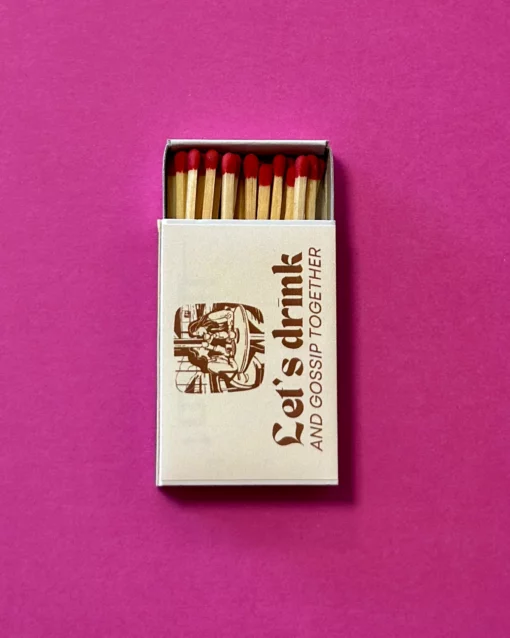 Let's drink
AND GOSSIP TOGETHER